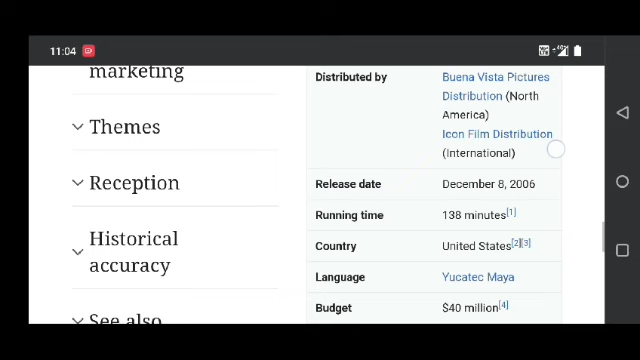 11:04
marketing
Themes
Reception
Historical
accuracy
See also
Distributed by
Buena Vista Pictures
Distribution (North
America)
Icon Film Distribution
(International)
Release date
December 8, 2006
Running time
138 minutes[1]
Country
United States[2][3]
Language
Yucatec Maya
Budget
$40 million[4]